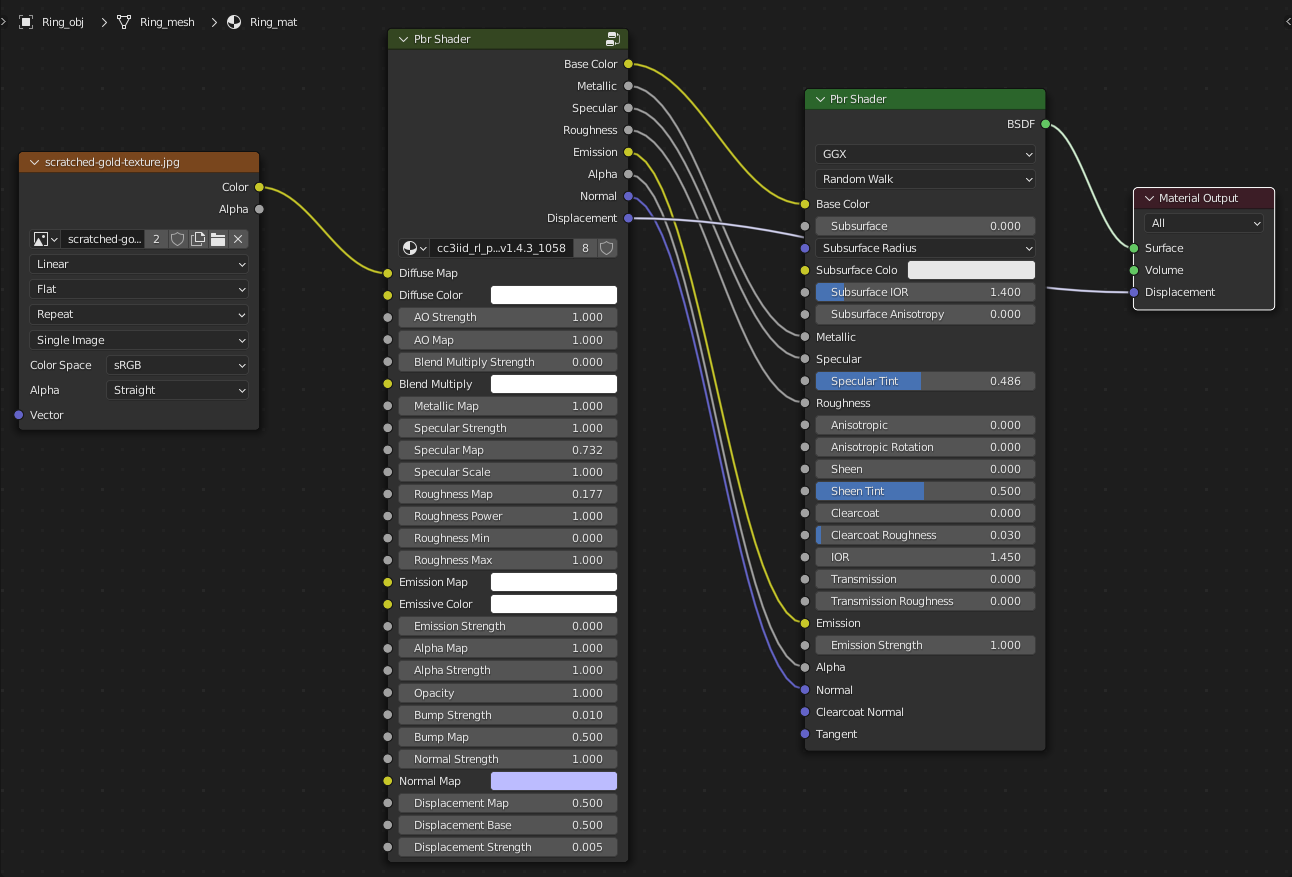 Ring_obj
Ring_mesh
Ring_mat
scratched-gold-texture.jpg
Color
Alpha
scratched-go...
2
Linear
Flat
Repeat
Single Image
Color Space
sRGB
Alpha
Straight
Vector
Pbr Shader
Base Color
Metallic
Specular
Roughness
Emission
Alpha
Normal
Displacement
cc3iid_rl_p...v1.4.3_1058
8
Diffuse Map
Diffuse Color
AO Strength 1.000
AO Map 1.000
Blend Multiply Strength 0.000
Blend Multiply
Metallic Map 1.000
Specular Strength 1.000
Specular Map 0.732
Specular Scale 1.000
Roughness Map 0.177
Roughness Power 1.000
Roughness Min 0.000
Roughness Max 1.000
Emission Map
Emissive Color
Emission Strength 0.000
Alpha Map 1.000
Alpha Strength 1.000
Opacity 1.000
Bump Strength 0.010
Bump Map 0.500
Normal Strength 1.000
Normal Map
Displacement Map 0.500
Displacement Base 0.500
Displacement Strength 0.005
Pbr Shader
BSDF
GGX
Random Walk
Base Color
Subsurface 0.000
Subsurface Radius
Subsurface Colo
Subsurface IOR 1.400
Subsurface Anisotropy 0.000
Metallic
Specular
Specular Tint 0.486
Roughness
Anisotropic 0.000
Anisotropic Rotation 0.000
Sheen 0.000
Sheen Tint 0.500
Clearcoat 0.000
Clearcoat Roughness 0.030
IOR 1.450
Transmission 0.000
Transmission Roughness 0.000
Emission
Emission Strength 1.000
Alpha
Normal
Clearcoat Normal
Tangent
Material Output
All
Surface
Volume
Displacement